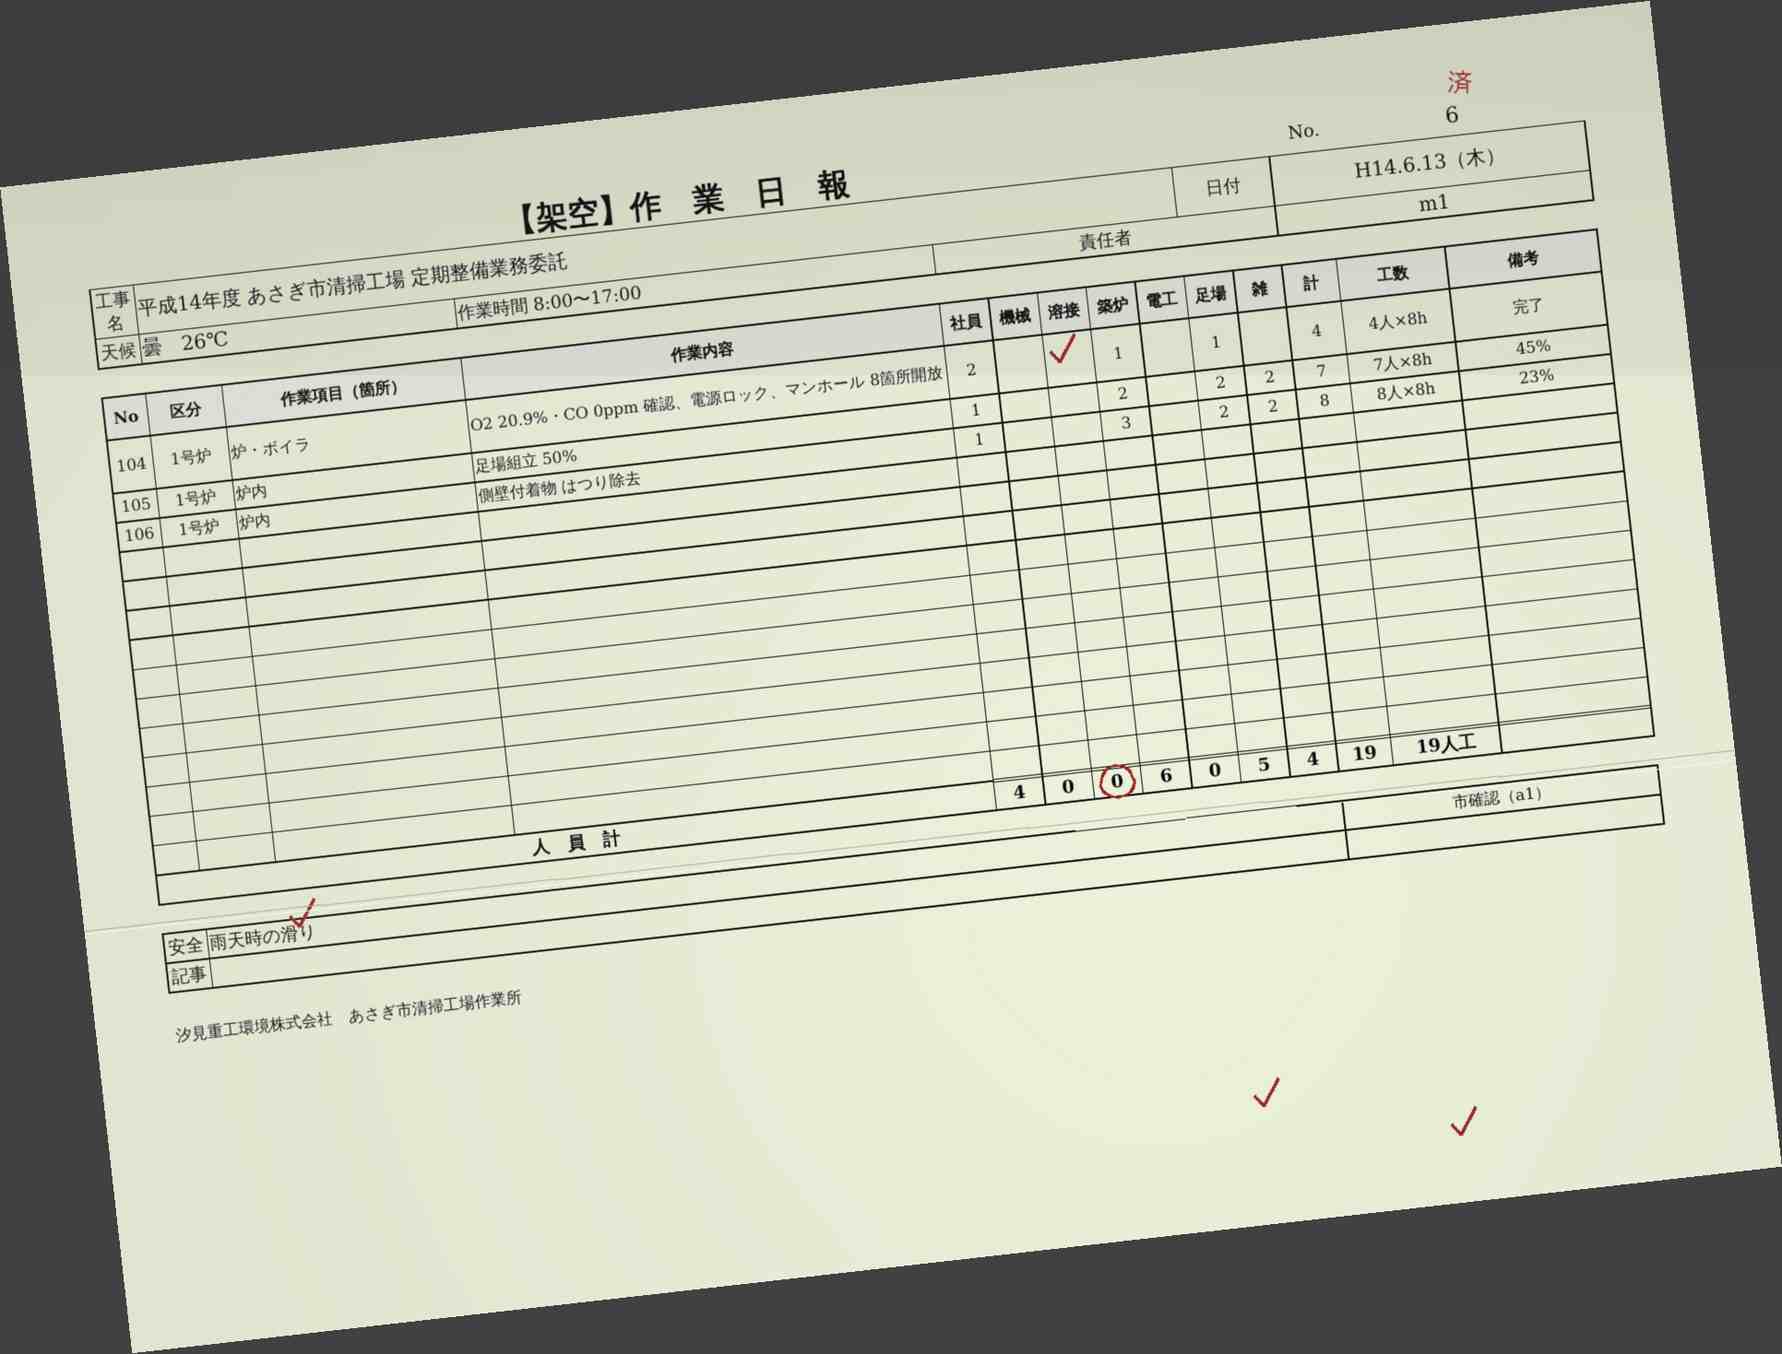 済
No. 6
【架空】作 業 日 報
工事名 平成14年度 あさぎ市清掃工場 定期整備業務委託 日付 H14.6.13（木）
天候 曇 26℃ 作業時間 8:00〜17:00 責任者 m1
No 区分 作業項目（箇所） 作業内容 社員 機械 溶接 築炉 電工 足場 雑 計 工数 備考
104 1号炉 炉・ボイラ O2 20.9%・CO 0ppm 確認、電源ロック、マンホール 8箇所開放 2 1 1 4 4人×8h 完了
105 1号炉 炉内 足場組立 50% 1 2 2 2 7 7人×8h 45%
106 1号炉 炉内 側壁付着物 はつり除去 1 3 2 2 8 8人×8h 23%
人 員 計 4 0 0 6 0 5 4 19 19人工
安全 雨天時の滑り 市確認（a1）
記事
汐見重工環境株式会社 あさぎ市清掃工場作業所